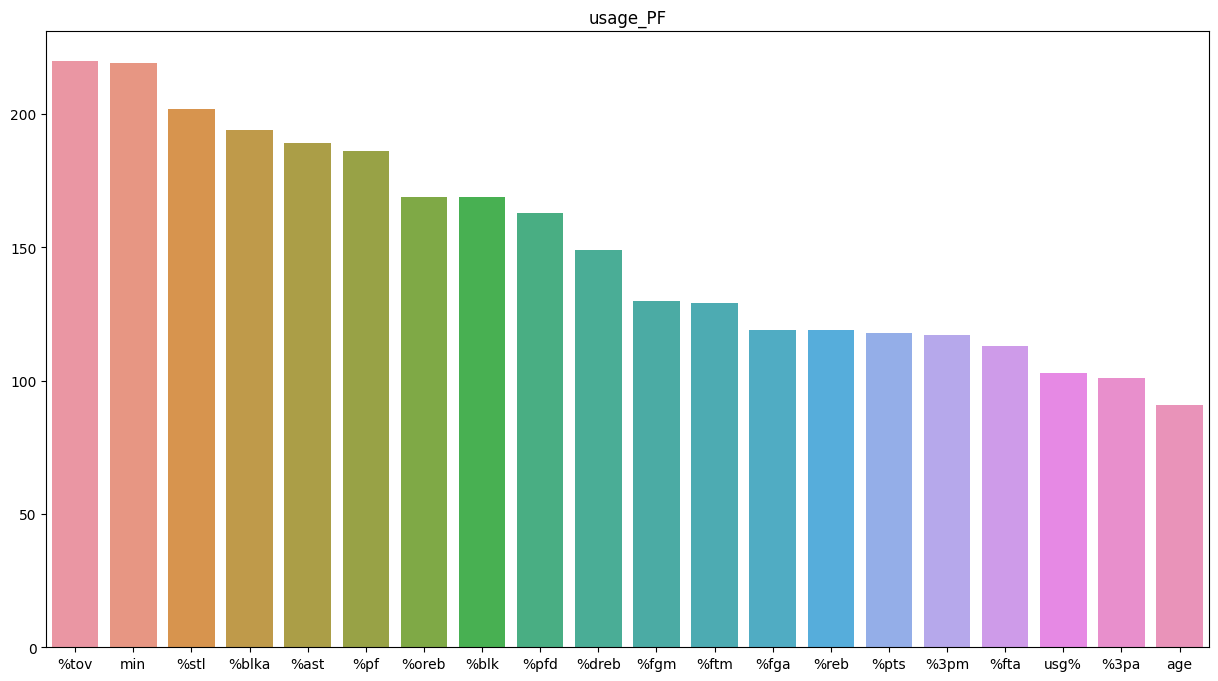 usage_PF
200
150
100
50
0
%tov min %stl %blka %ast %pf %oreb %blk %pfd %dreb %fgm %ftm %fga %reb %pts %3pm %fta usg% %3pa age